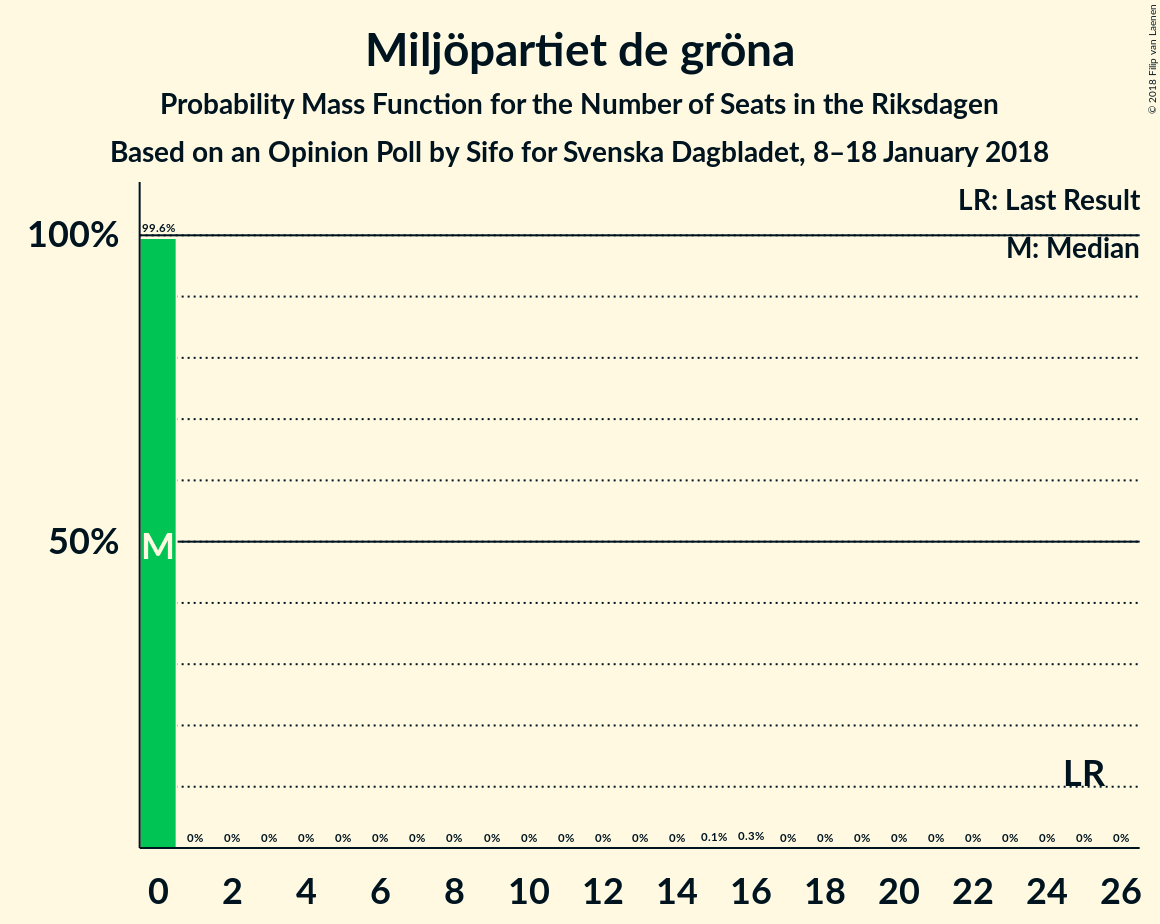 Miljöpartiet de gröna
Probability Mass Function for the Number of Seats in the Riksdagen
Based on an Opinion Poll by Sifo for Svenska Dagbladet, 8–18 January 2018
© 2018 Filip van Laenen
LR: Last Result
M: Median
100%
50%
99.6%
M
LR
0% 0% 0% 0% 0% 0% 0% 0% 0% 0% 0% 0% 0% 0% 0.1% 0.3% 0% 0% 0% 0% 0% 0% 0% 0% 0% 0%
0 2 4 6 8 10 12 14 16 18 20 22 24 26